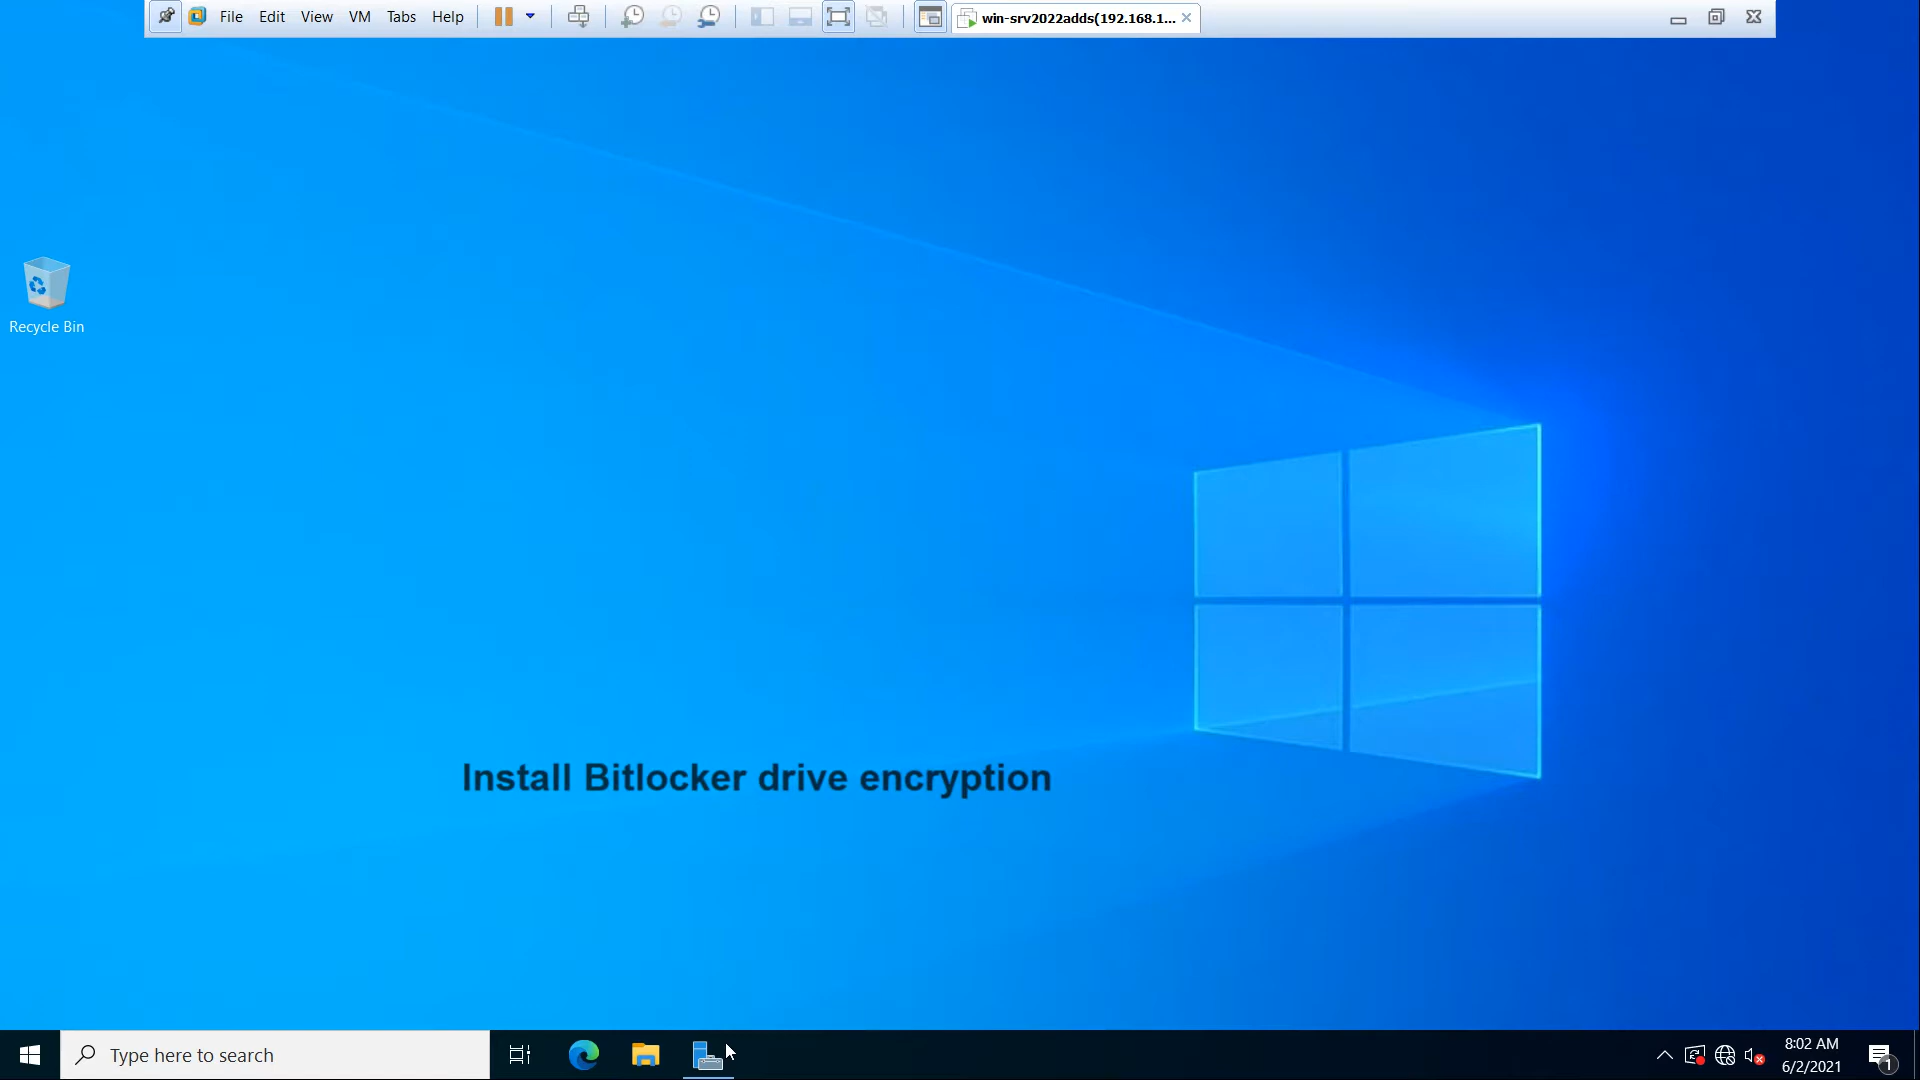 File Edit View VM Tabs Help
win-srv2022adds(192.168.1...
Recycle Bin
Install Bitlocker drive encryption
Type here to search
8:02 AM
6/2/2021
1